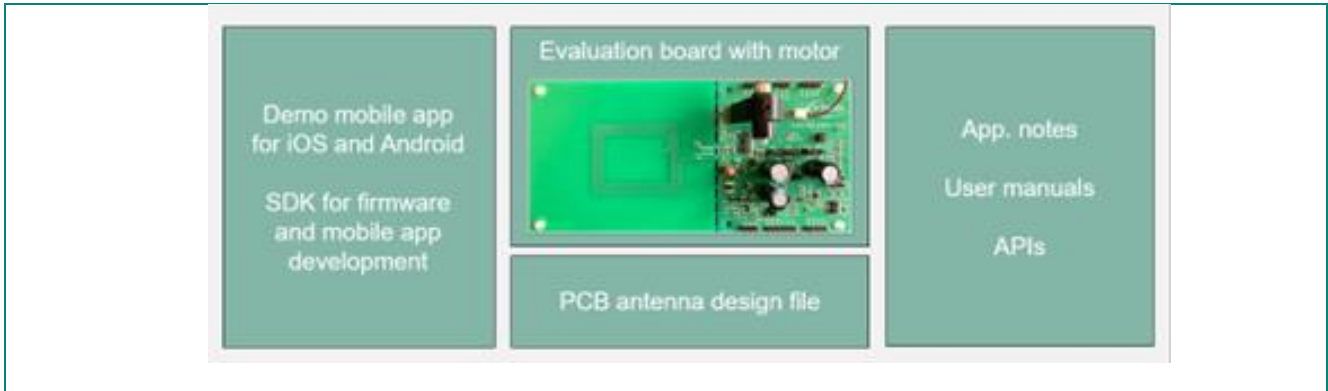 Demo mobile app
for iOS and Android
SDK for firmware
and mobile app
development
Evaluation board with motor
PCB antenna design file
App. notes
User manuals
APIs